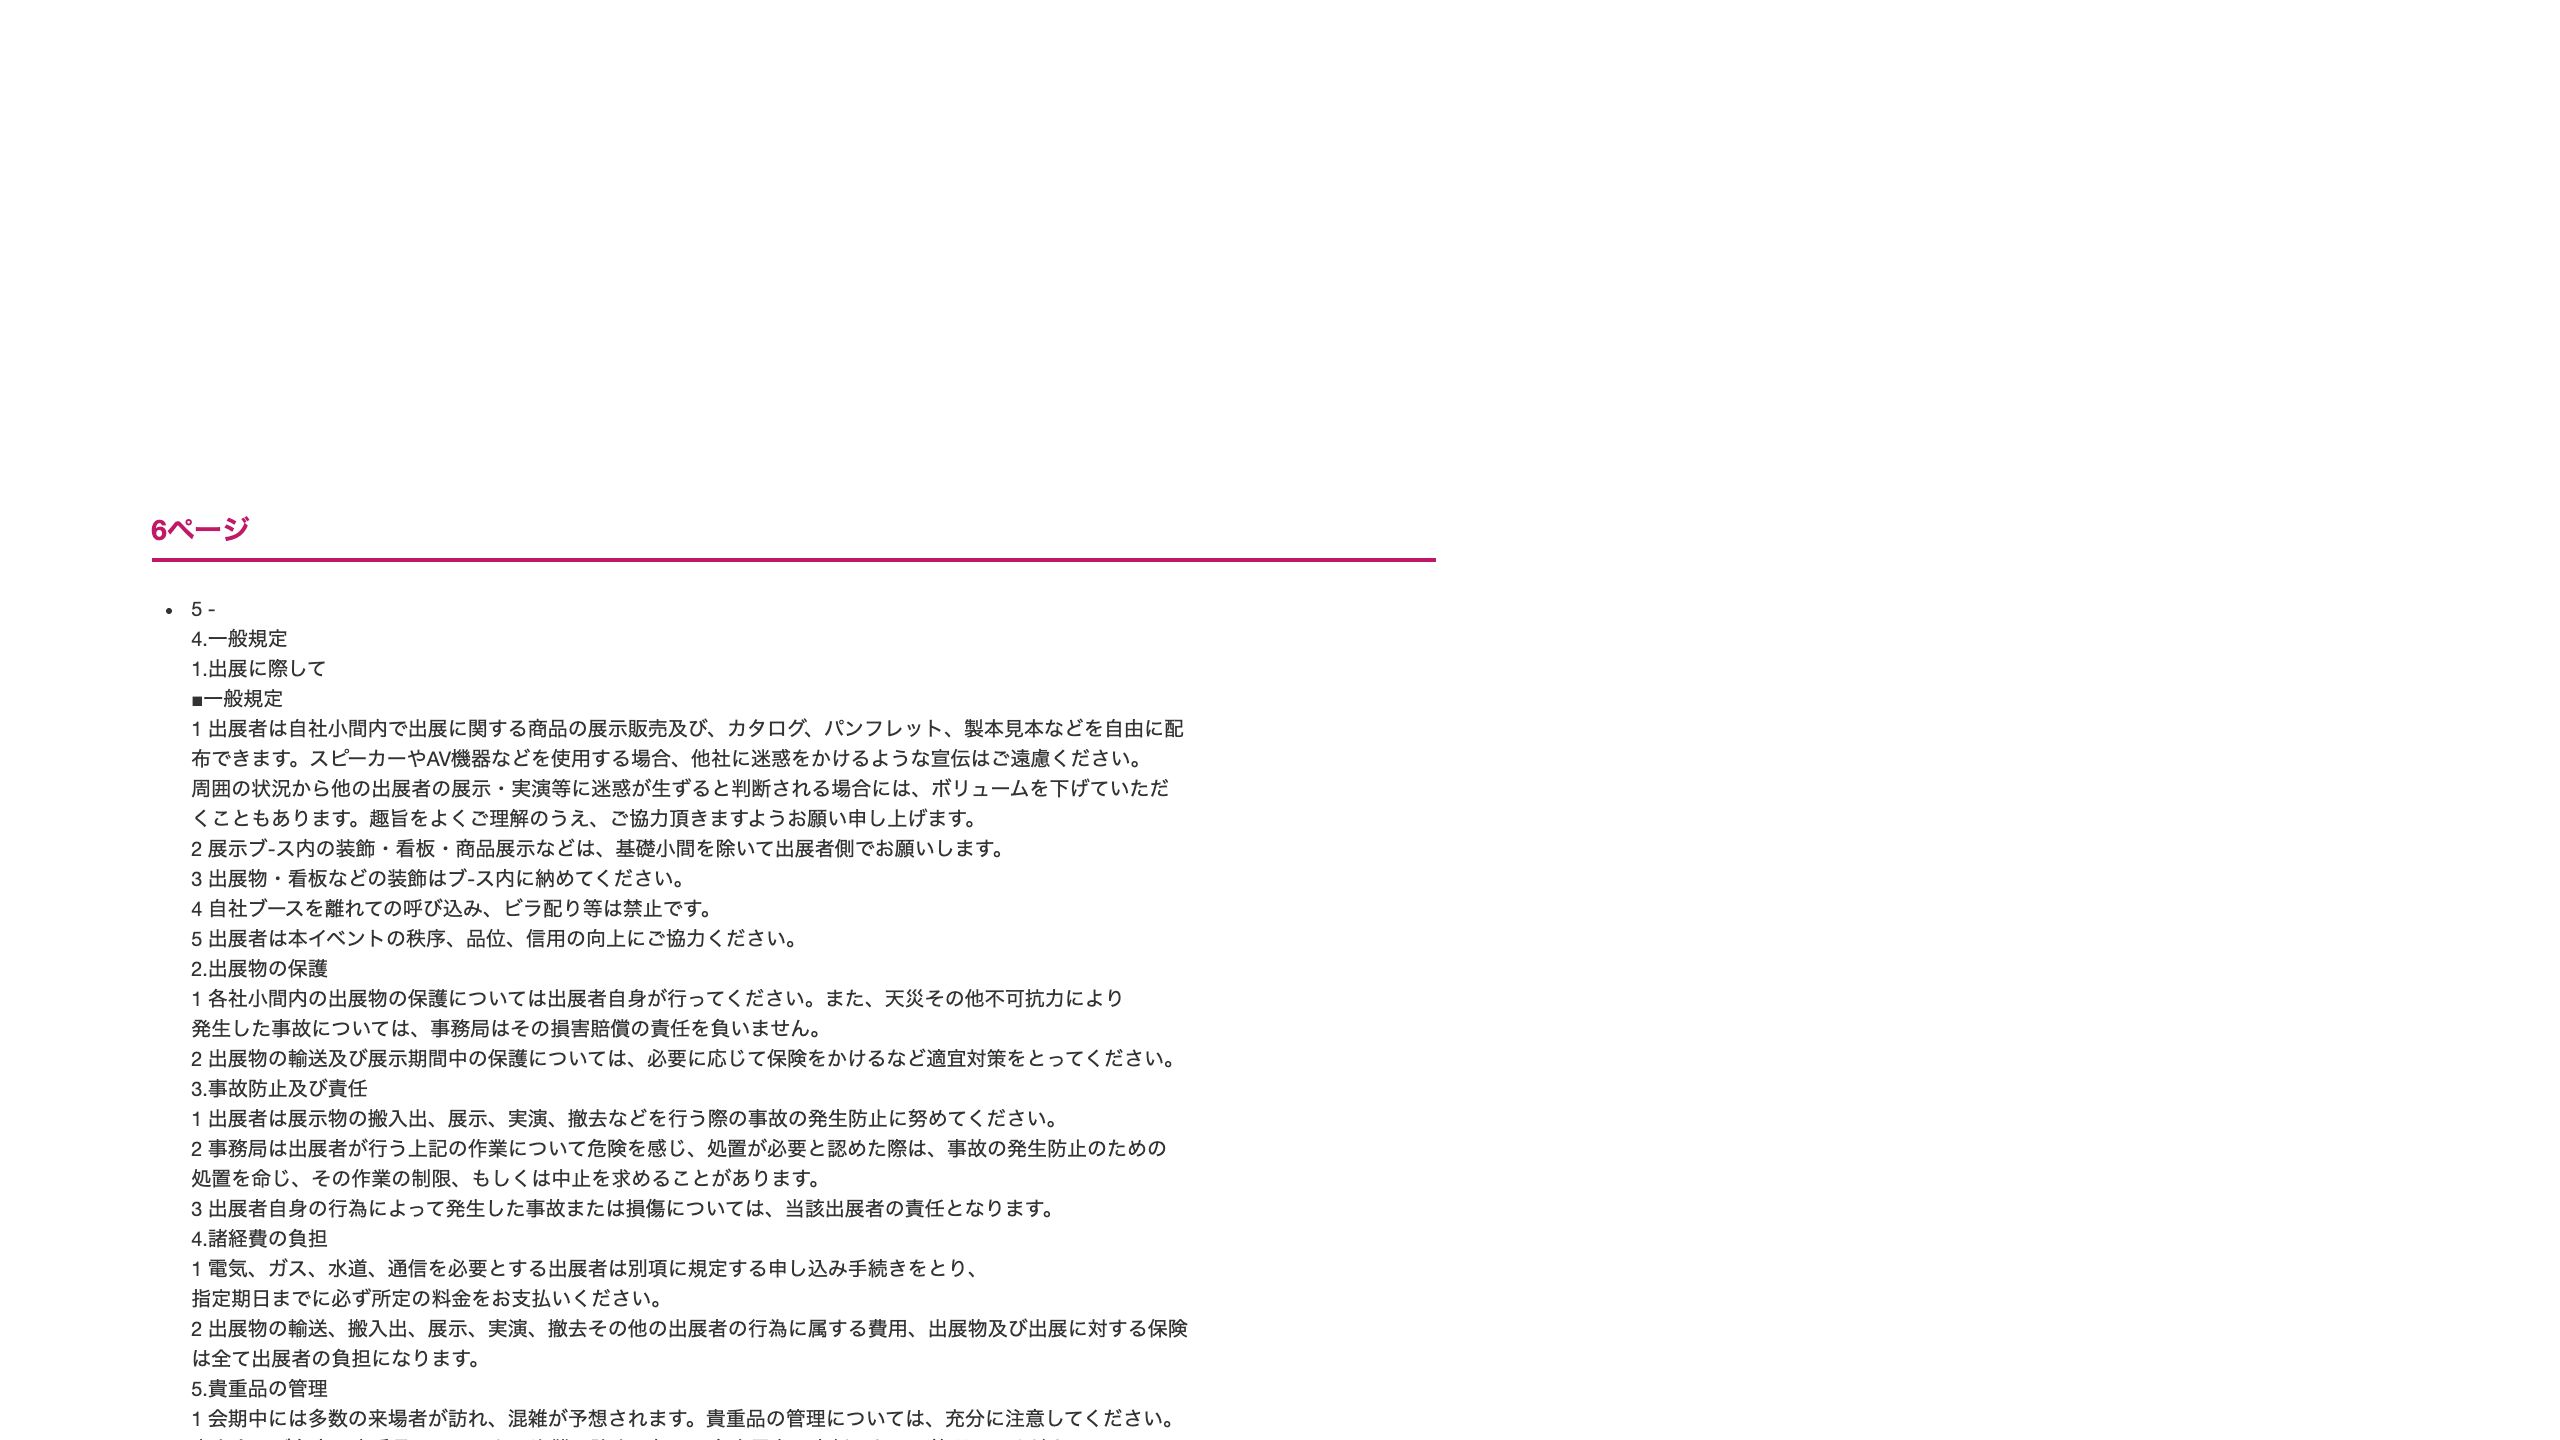 6ページ
• 5 -
4.一般規定
1.出展に際して
■一般規定
1 出展者は自社小間内で出展に関する商品の展示販売及び、カタログ、パンフレット、製本見本などを自由に配
布できます。スピーカーやAV機器などを使用する場合、他社に迷惑をかけるような宣伝はご遠慮ください。
周囲の状況から他の出展者の展示・実演等に迷惑が生ずると判断される場合には、ボリュームを下げていただ
くこともあります。趣旨をよくご理解のうえ、ご協力頂きますようお願い申し上げます。
2 展示ブ-ス内の装飾・看板・商品展示などは、基礎小間を除いて出展者側でお願いします。
3 出展物・看板などの装飾はブ-ス内に納めてください。
4 自社ブースを離れての呼び込み、ビラ配り等は禁止です。
5 出展者は本イベントの秩序、品位、信用の向上にご協力ください。
2.出展物の保護
1 各社小間内の出展物の保護については出展者自身が行ってください。また、天災その他不可抗力により
発生した事故については、事務局はその損害賠償の責任を負いません。
2 出展物の輸送及び展示期間中の保護については、必要に応じて保険をかけるなど適宜対策をとってください。
3.事故防止及び責任
1 出展者は展示物の搬入出、展示、実演、撤去などを行う際の事故の発生防止に努めてください。
2 事務局は出展者が行う上記の作業について危険を感じ、処置が必要と認めた際は、事故の発生防止のための
処置を命じ、その作業の制限、もしくは中止を求めることがあります。
3 出展者自身の行為によって発生した事故または損傷については、当該出展者の責任となります。
4.諸経費の負担
1 電気、ガス、水道、通信を必要とする出展者は別項に規定する申し込み手続きをとり、
指定期日までに必ず所定の料金をお支払いください。
2 出展物の輸送、搬入出、展示、実演、撤去その他の出展者の行為に属する費用、出展物及び出展に対する保険
は全て出展者の負担になります。
5.貴重品の管理
1 会期中には多数の来場者が訪れ、混雑が予想されます。貴重品の管理については、充分に注意してください。